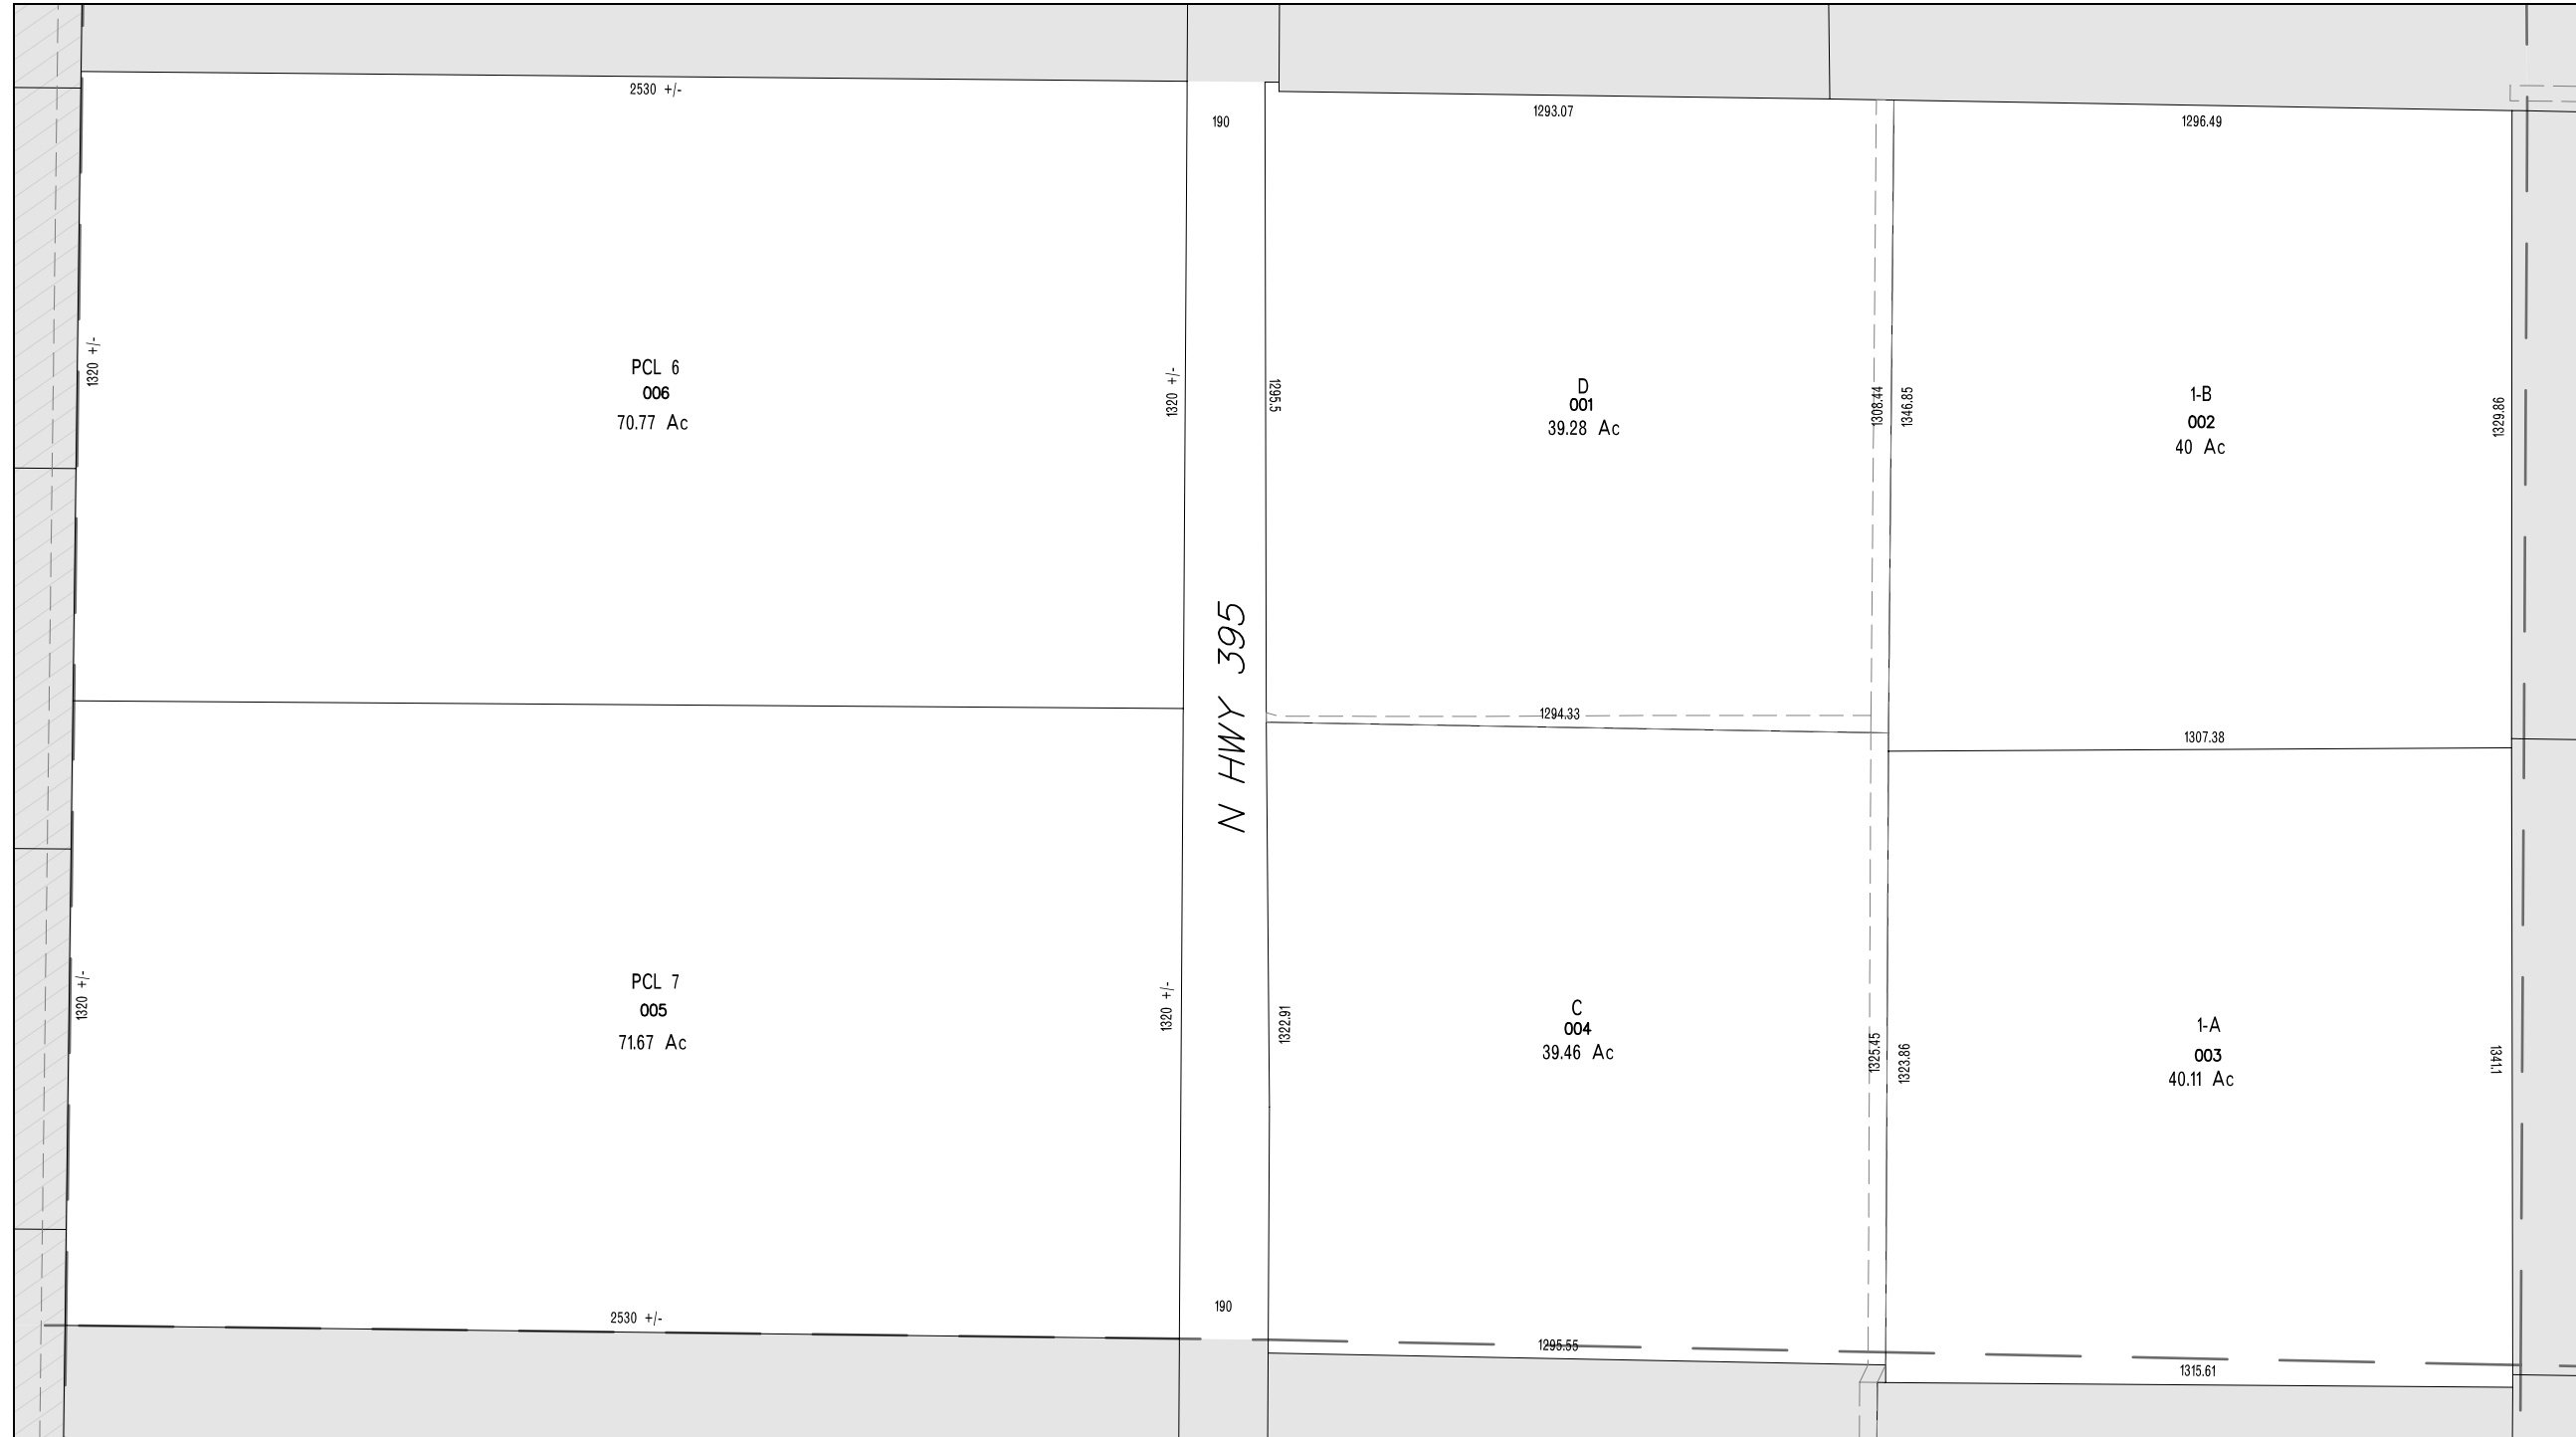 2530 +/-
190
1293.07
1296.49
1320 +/-
PCL 6
006
70.77 Ac
1320 +/-
1295.5
D
001
39.28 Ac
1308.44
1346.85
1-B
002
40 Ac
1329.86
N HWY 395
1294.33
1307.38
1320 +/-
PCL 7
005
71.67 Ac
1320 +/-
1322.91
C
004
39.46 Ac
1325.45
1323.86
1-A
003
40.11 Ac
1341.1
2530 +/-
190
1295.55
1315.61